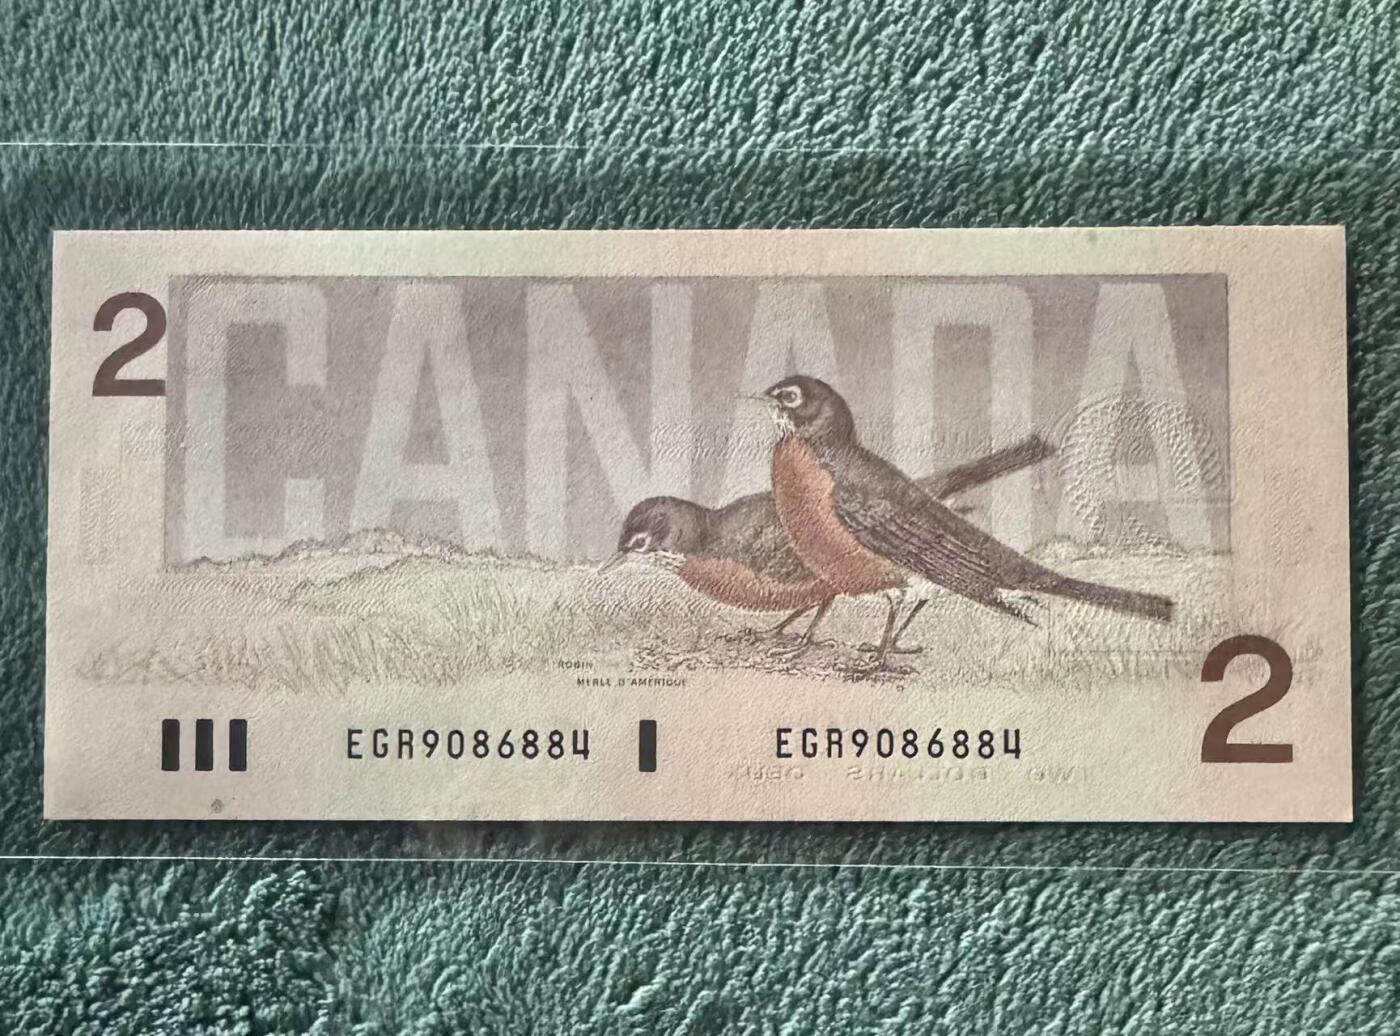 2
CANADA
ROBIN
MERLE D'AMÉRIQUE
EGR9086884 EGR9086884
2